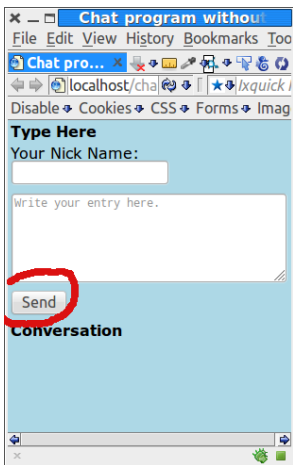 Chat program without
File Edit View History Bookmarks Too
Chat pro...
localhost/cha Ixquick
Disable Cookies CSS Forms Imag
Type Here
Your Nick Name:
Write your entry here.
Send
Conversation